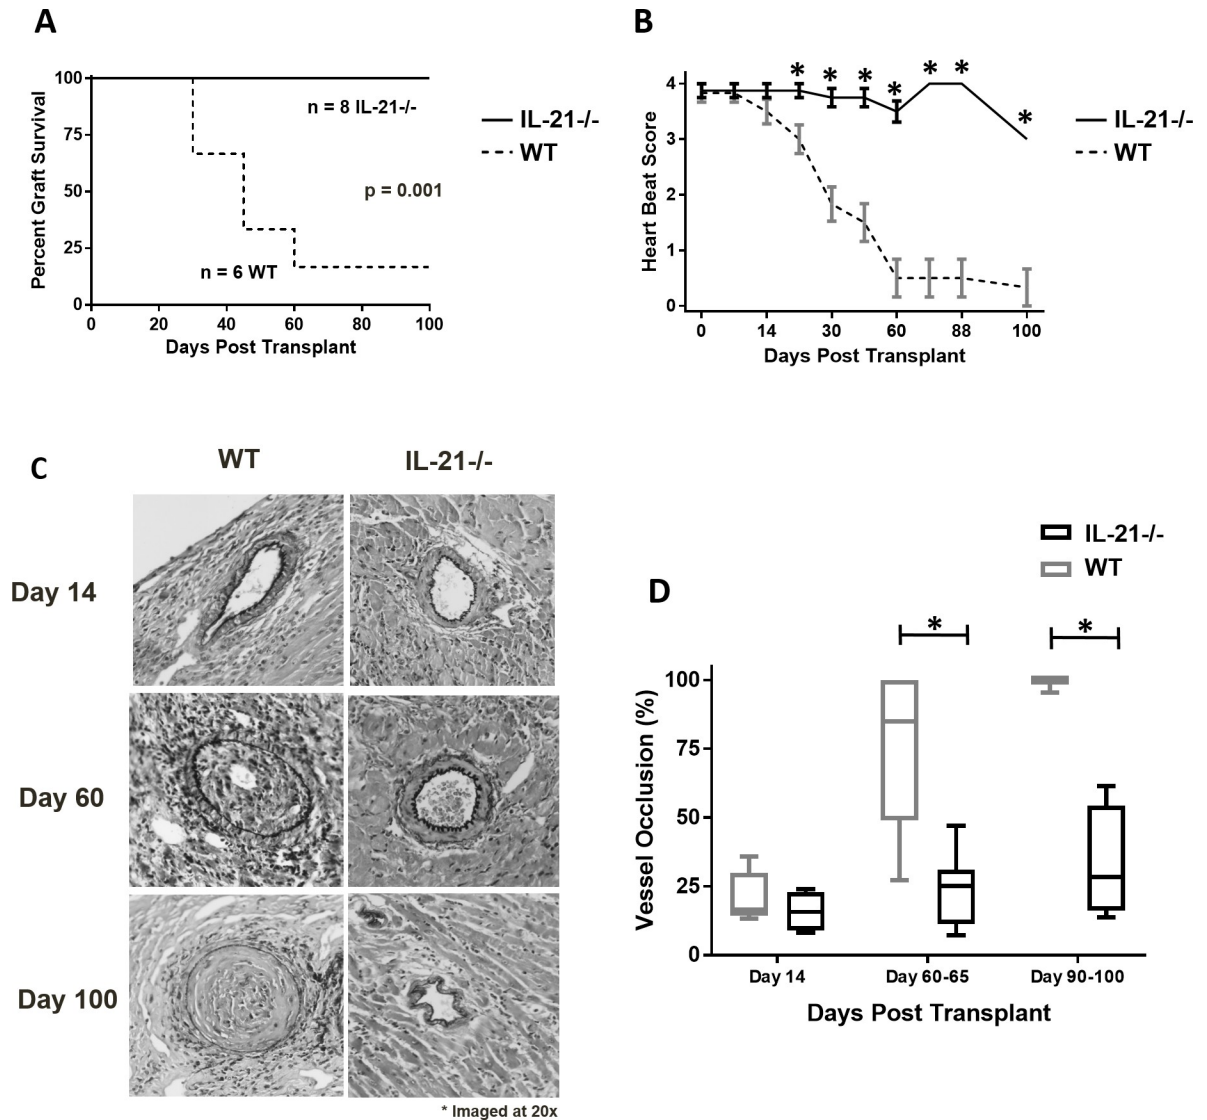 A
Percent Graft Survival
100
75
50
25
0
n = 8 IL-21-/-
p = 0.001
n = 6 WT
0 20 40 60 80 100
Days Post Transplant
IL-21-/-
WT
B
Heart Beat Score
4
3
2
1
0
* * * * * * *
0 14 30 60 88 100
Days Post Transplant
IL-21-/-
WT
C
WT IL-21-/-
Day 14
Day 60
Day 100
* Imaged at 20x
D
IL-21-/-
WT
Vessel Occlusion (%)
100
75
50
25
0
* *
Day 14 Day 60-65 Day 90-100
Days Post Transplant